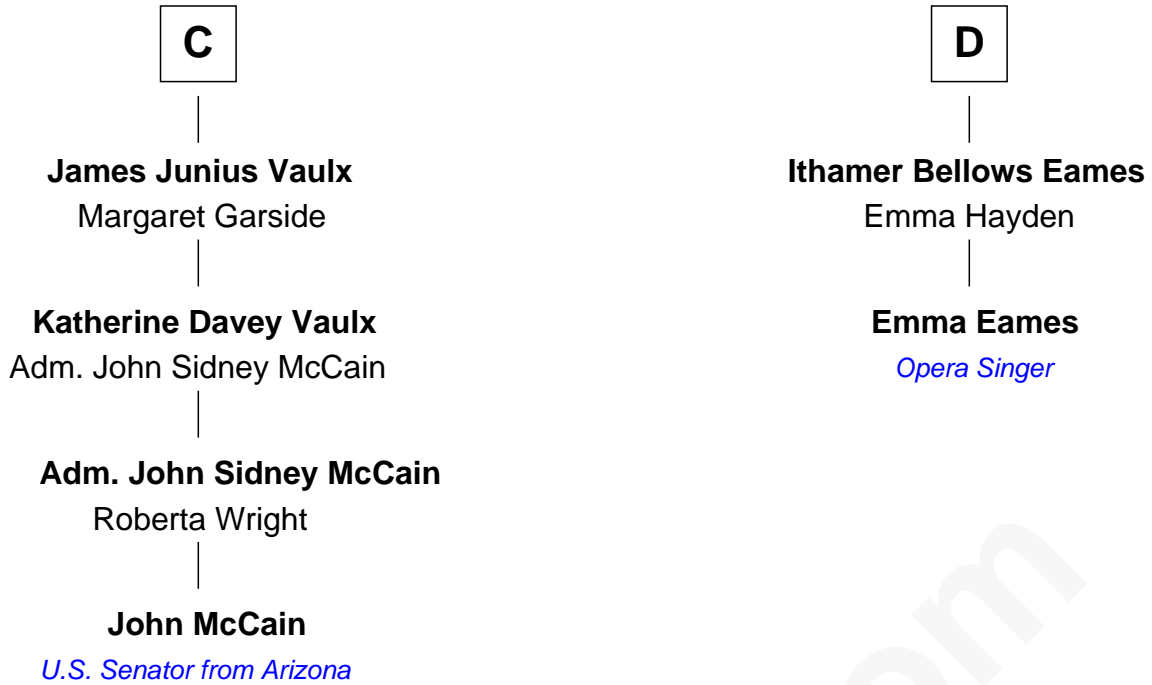 C
James Junius Vaulx
Margaret Garside
Katherine Davey Vaulx
Adm. John Sidney McCain
Adm. John Sidney McCain
Roberta Wright
John McCain
U.S. Senator from Arizona
D
Ithamer Bellows Eames
Emma Hayden
Emma Eames
Opera Singer
om